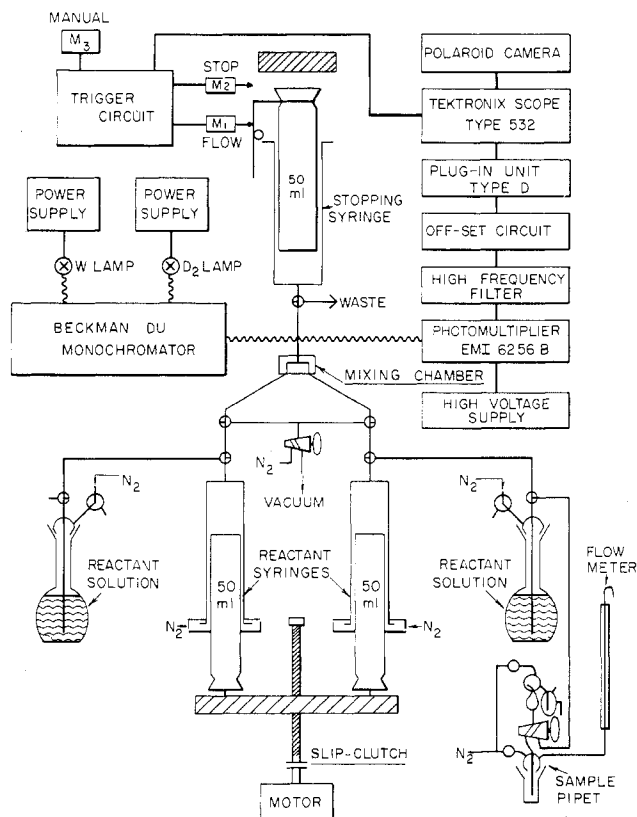 MANUAL
M3
TRIGGER
CIRCUIT
STOP
M2
M1
FLOW
POLAROID CAMERA
TEKTRONIX SCOPE
TYPE 532
PLUG-IN UNIT
TYPE D
OFF-SET CIRCUIT
HIGH FREQUENCY
FILTER
PHOTOMULTIPLIER
EMI 6256 B
HIGH VOLTAGE
SUPPLY
50
ml
STOPPING
SYRINGE
POWER
SUPPLY
POWER
SUPPLY
W LAMP
D2 LAMP
BECKMAN DU
MONOCHROMATOR
WASTE
MIXING CHAMBER
N2
VACUUM
N2
N2
REACTANT
SOLUTION
50
ml
REACTANT
SYRINGES
50
ml
REACTANT
SOLUTION
FLOW
METER
N2
N2
N2
SAMPLE
PIPET
SLIP-CLUTCH
MOTOR